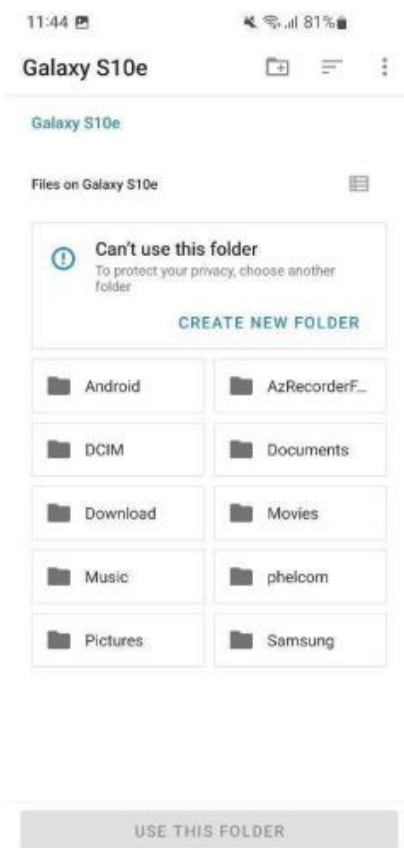 11:44 81%
Galaxy S10e
Galaxy S10e
Files on Galaxy S10e
Can't use this folder
To protect your privacy, choose another
folder
CREATE NEW FOLDER
Android AzRecorderF...
DCIM Documents
Download Movies
Music phelcom
Pictures Samsung
USE THIS FOLDER